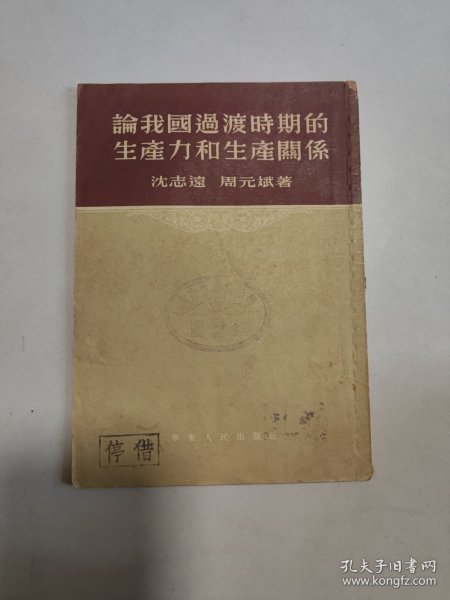 論我國過渡時期的
生產力和生產關係
沈志遠 周元斌著
華東人民出版社
停借
孔夫子旧书网
www.kongfz.com